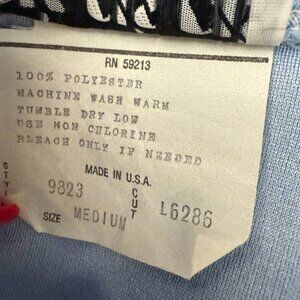 RN 59213
100% POLYESTER
MACHINE WASH WARM
TUMBLE DRY LOW
USE NON CHLORINE
BLEACH ONLY IF NEEDED
MADE IN U.S.A.
STYL 9823 CUT L6286
SIZE MEDIUM